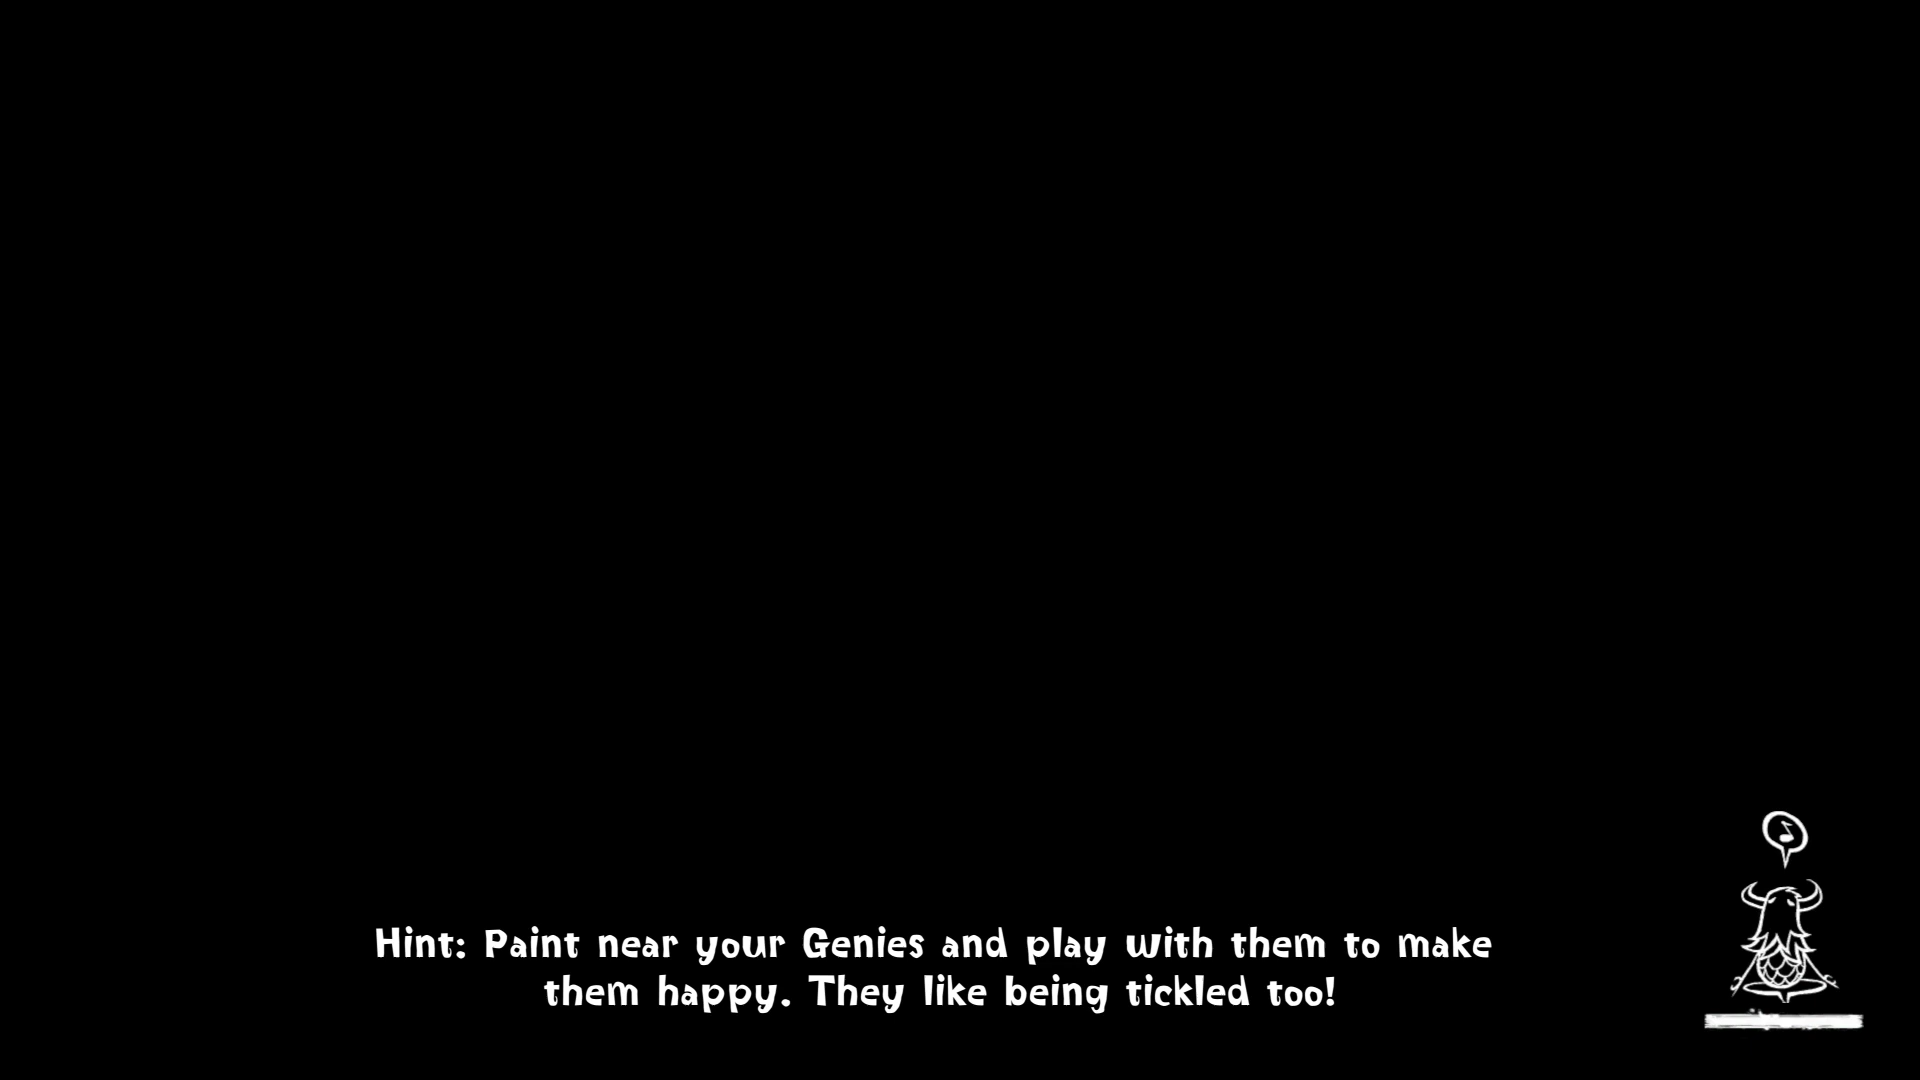 Hint: Paint near your Genies and play with them to make
them happy. They like being tickled too!